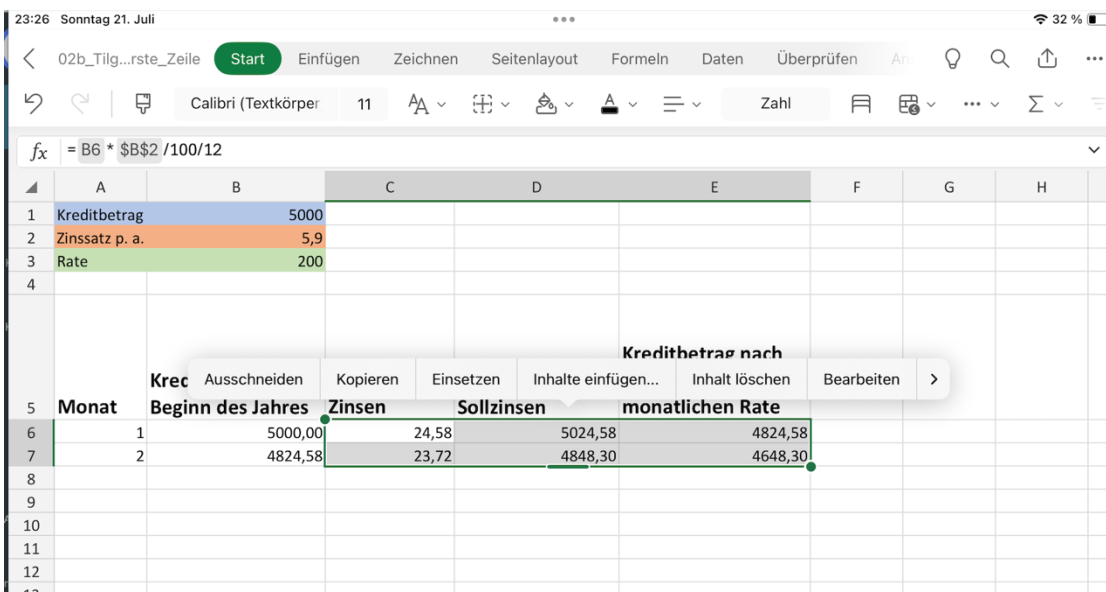 23:26 Sonntag 21. Juli 32 %
02b_Tilg...rste_Zeile Start Einfügen Zeichnen Seitenlayout Formeln Daten Überprüfen
Calibri (Textkörper 11 Zahl
fx = B6 * $B$2 /100/12
A B C D E F G H
1 Kreditbetrag 5000
2 Zinssatz p. a. 5,9
3 Rate 200
4
Kreditbetrag nach
Ausschneiden Kopieren Einsetzen Inhalte einfügen... Inhalt löschen Bearbeiten
5 Monat Beginn des Jahres Zinsen Sollzinsen monatlichen Rate
6 1 5000,00 24,58 5024,58 4824,58
7 2 4824,58 23,72 4848,30 4648,30
8
9
10
11
12